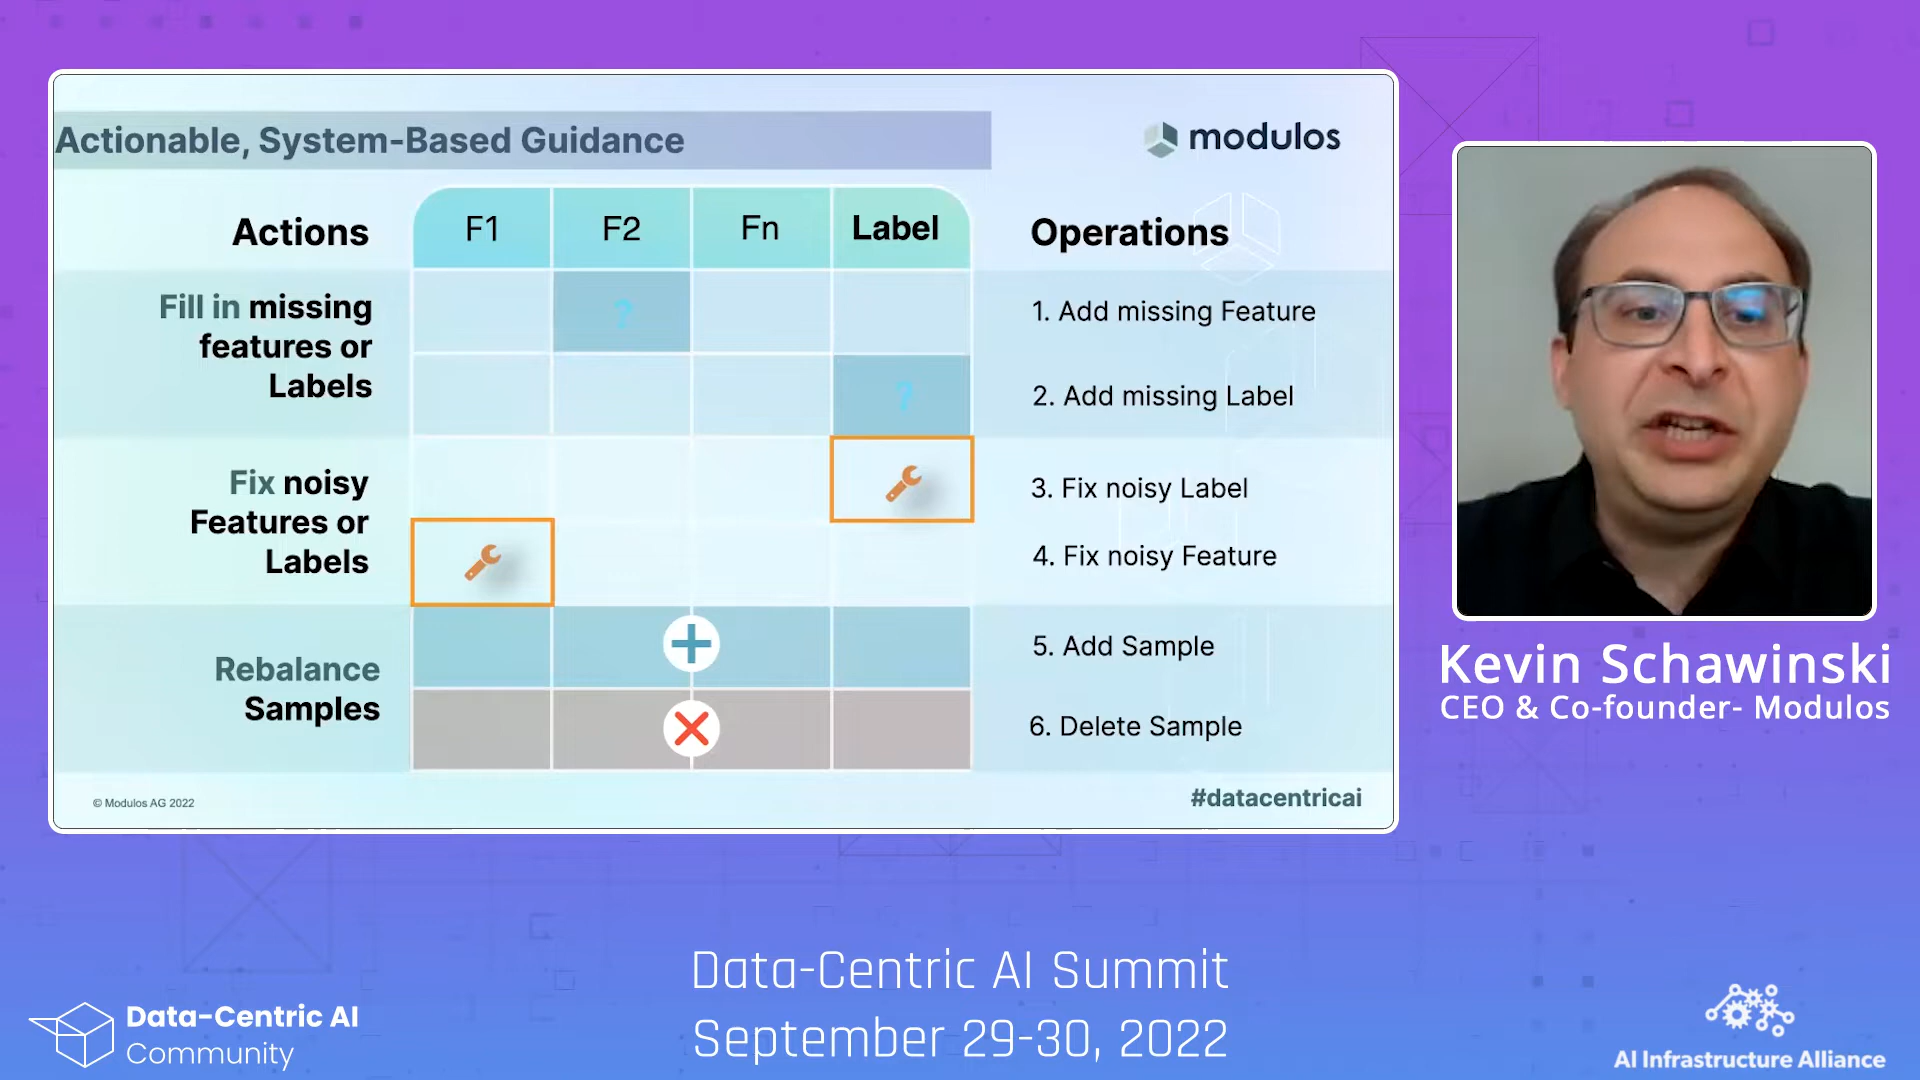 Actionable, System-Based Guidance
modulos
Actions
F1
F2
Fn
Label
Operations
Fill in missing
features or
Labels
?
?
1. Add missing Feature
2. Add missing Label
Fix noisy
Features or
Labels
3. Fix noisy Label
4. Fix noisy Feature
Rebalance
Samples
5. Add Sample
6. Delete Sample
© Modulos AG 2022
#datacentricai
Kevin Schawinski
CEO & Co-founder- Modulos
Data-Centric AI Summit
September 29-30, 2022
Data-Centric AI
Community
AI Infrastructure Alliance